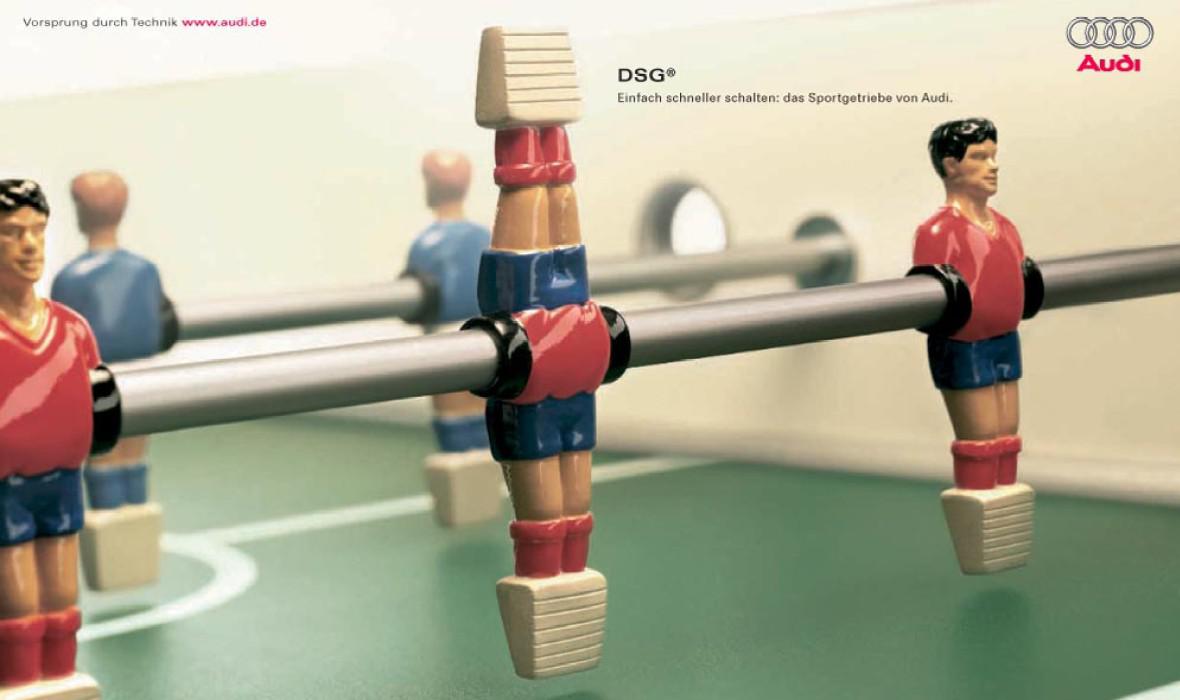 Vorsprung durch Technik www.audi.de
Audi
DSG®
Einfach schneller schalten: das Sportgetriebe von Audi.